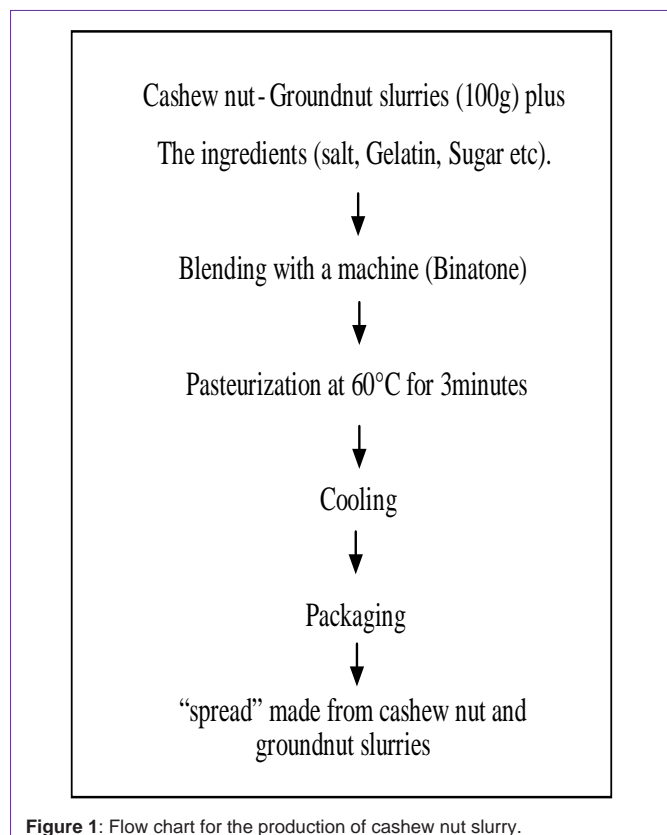 Cashew nut - Groundnut slurries (100g) plus
The ingredients (salt, Gelatin, Sugar etc).
Blending with a machine (Binatone)
Pasteurization at 60°C for 3minutes
Cooling
Packaging
“spread” made from cashew nut and
groundnut slurries
Figure 1: Flow chart for the production of cashew nut slurry.